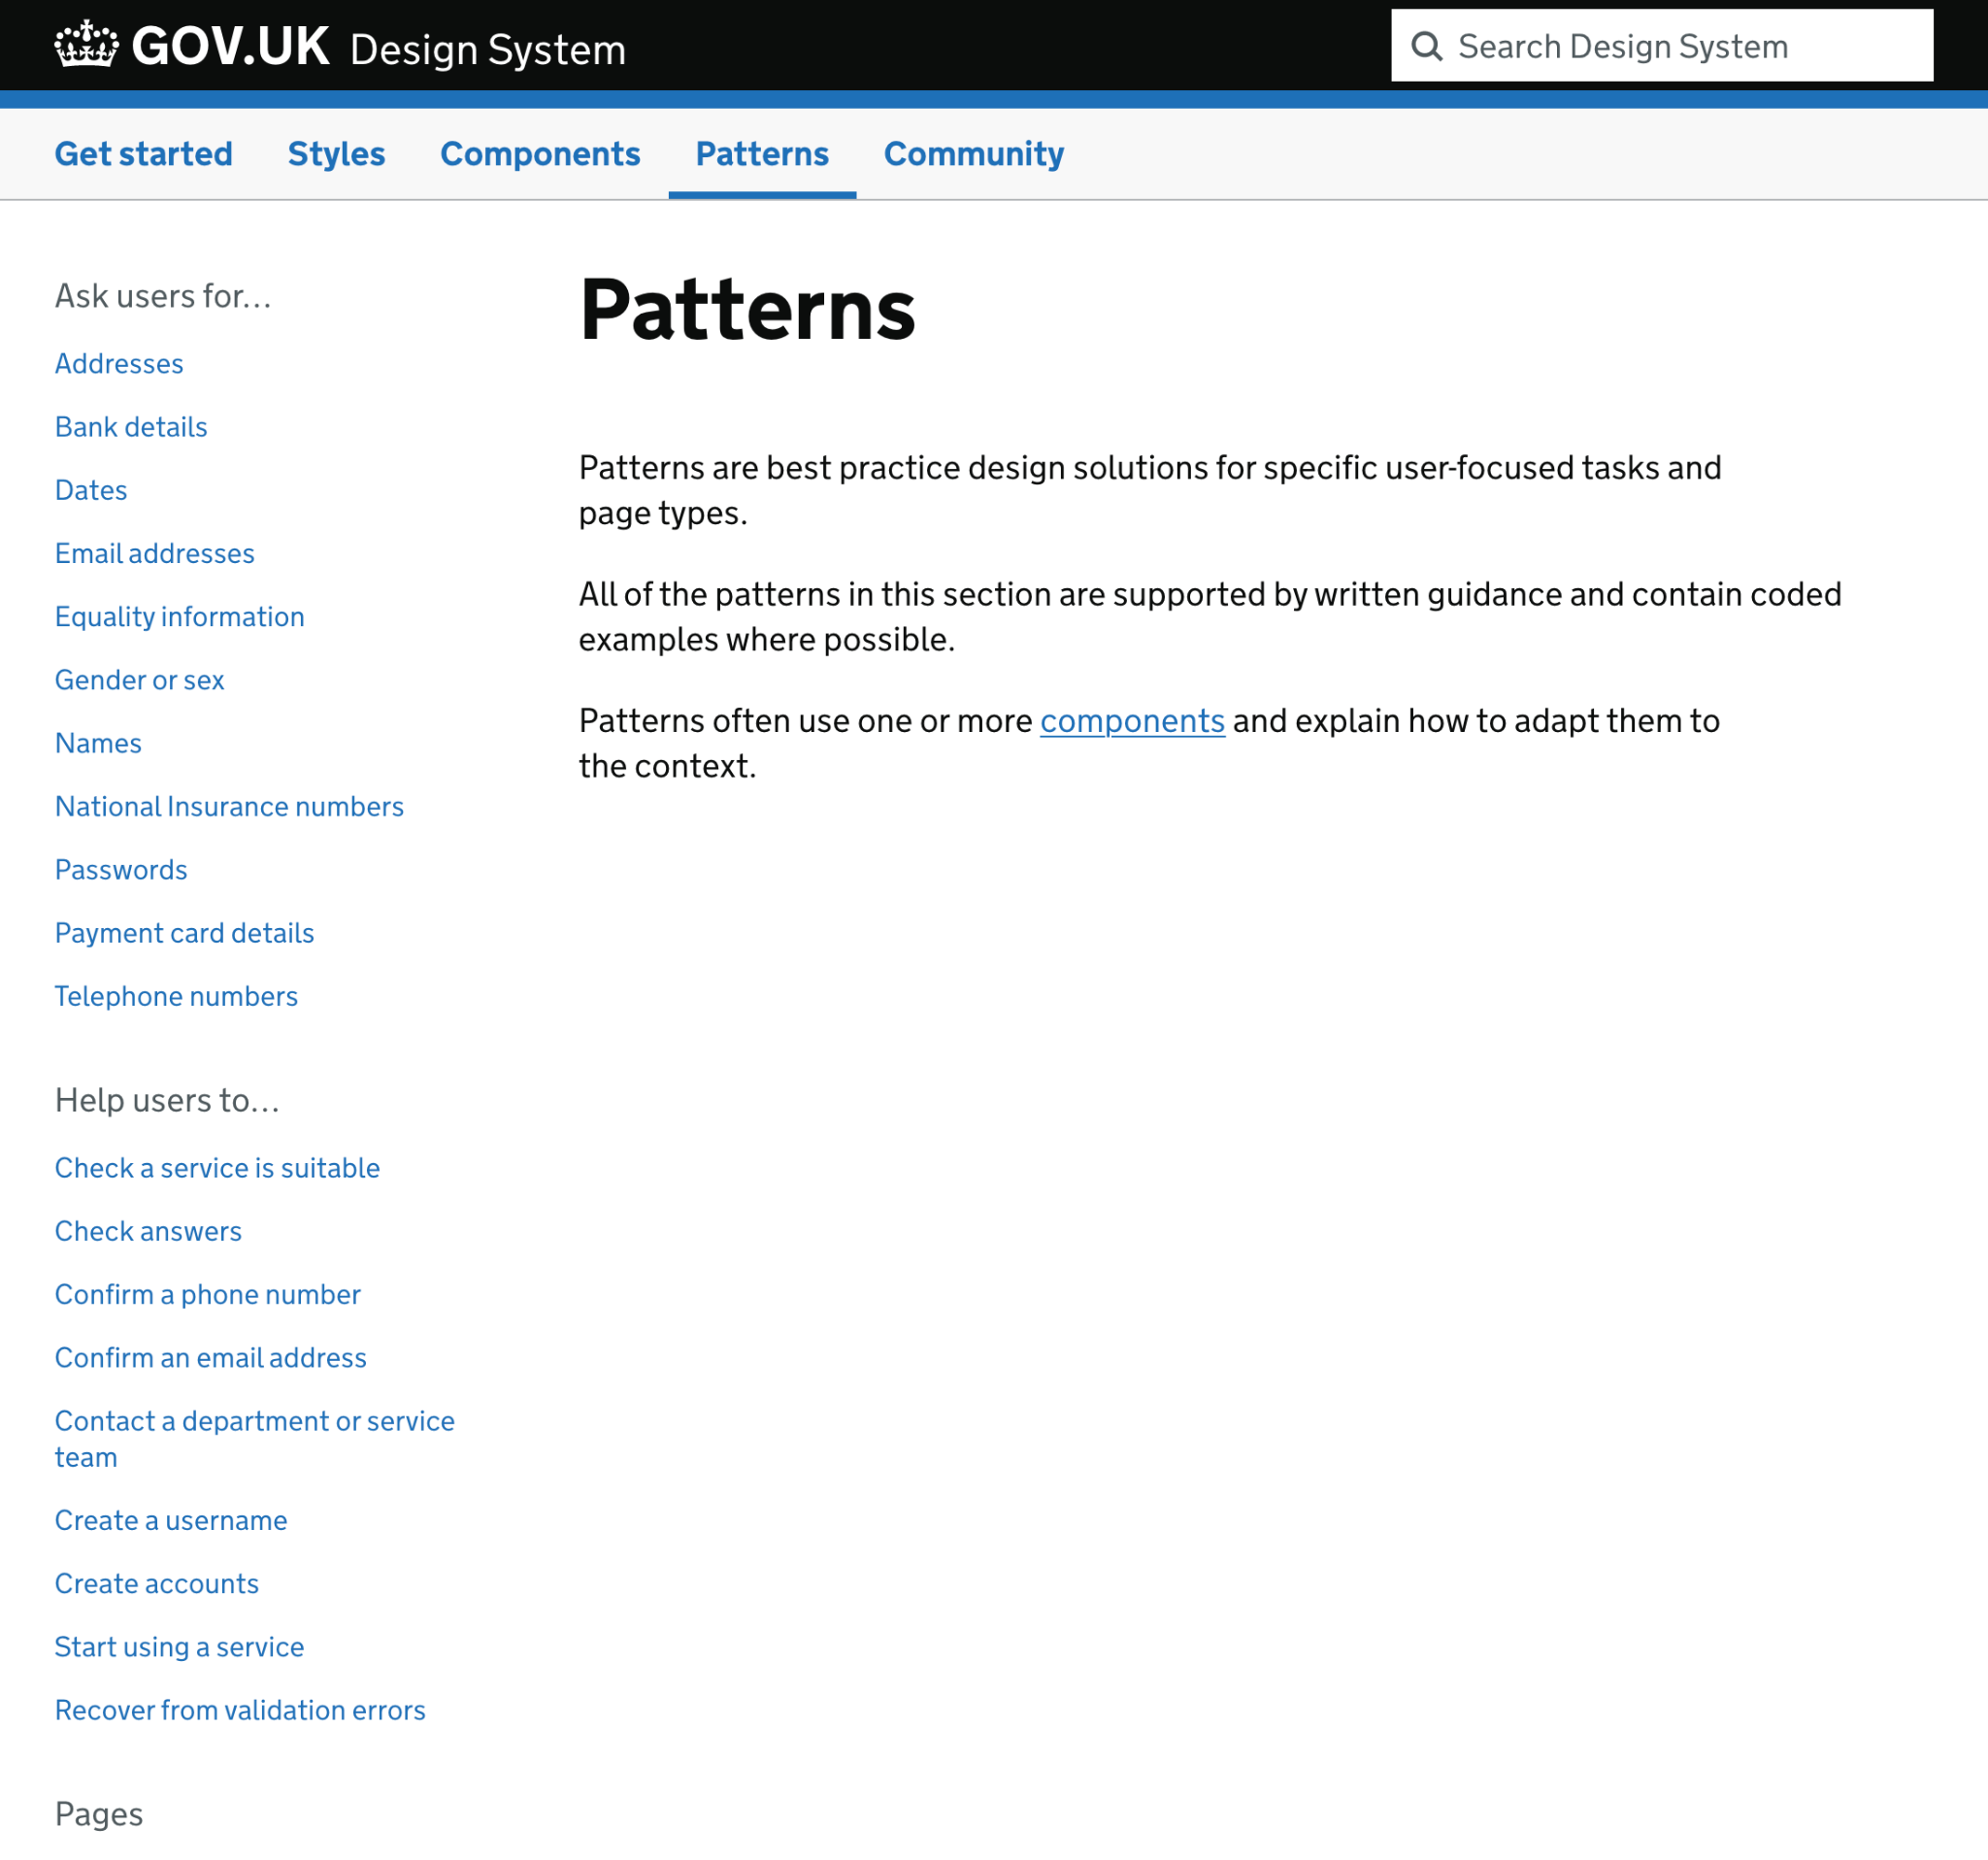 GOV.UK Design System
Search Design System
Get started
Styles
Components
Patterns
Community
Ask users for…
Addresses
Bank details
Dates
Email addresses
Equality information
Gender or sex
Names
National Insurance numbers
Passwords
Payment card details
Telephone numbers
Help users to…
Check a service is suitable
Check answers
Confirm a phone number
Confirm an email address
Contact a department or service
team
Create a username
Create accounts
Start using a service
Recover from validation errors
Pages
Patterns
Patterns are best practice design solutions for specific user-focused tasks and
page types.
All of the patterns in this section are supported by written guidance and contain coded
examples where possible.
Patterns often use one or more components and explain how to adapt them to
the context.